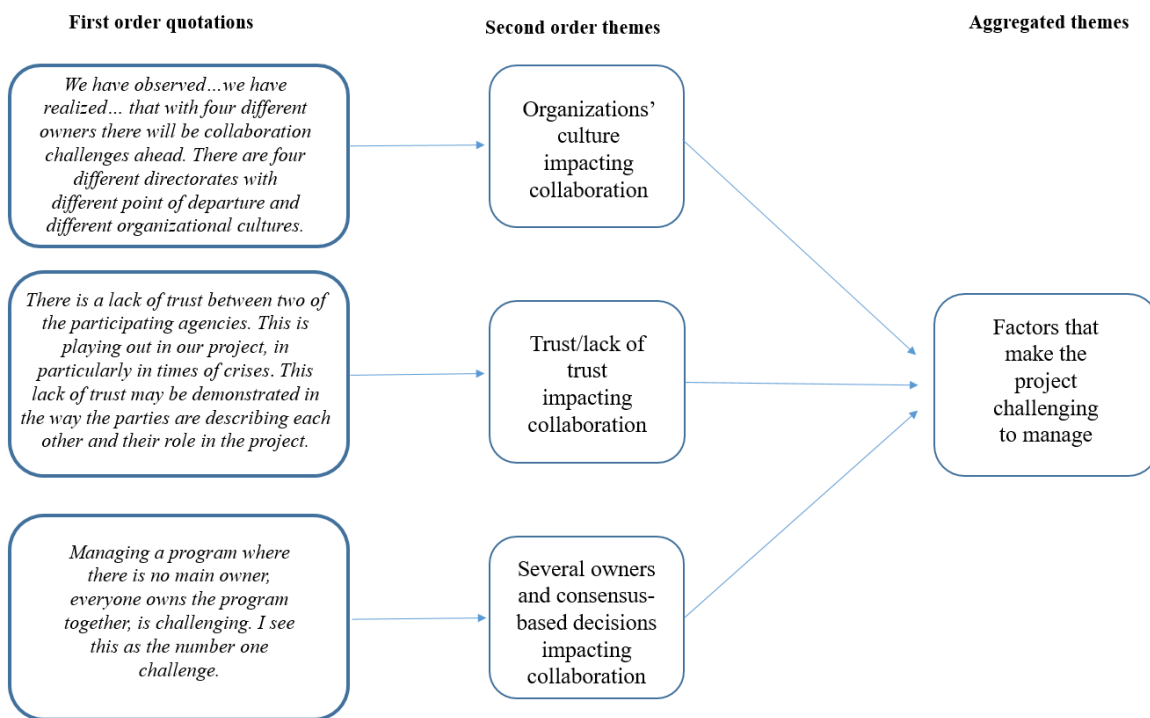 First order quotations
Second order themes
Aggregated themes
We have observed…we have
realized… that with four different
owners there will be collaboration
challenges ahead. There are four
different directorates with
different point of departure and
different organizational cultures.
Organizations’
culture
impacting
collaboration
There is a lack of trust between two of
the participating agencies. This is
playing out in our project, in
particularly in times of crises. This
lack of trust may be demonstrated in
the way the parties are describing each
other and their role in the project.
Trust/lack of
trust
impacting
collaboration
Factors that
make the
project
challenging
to manage
Managing a program where
there is no main owner,
everyone owns the program
together, is challenging. I see
this as the number one
challenge.
Several owners
and consensus-
based decisions
impacting
collaboration